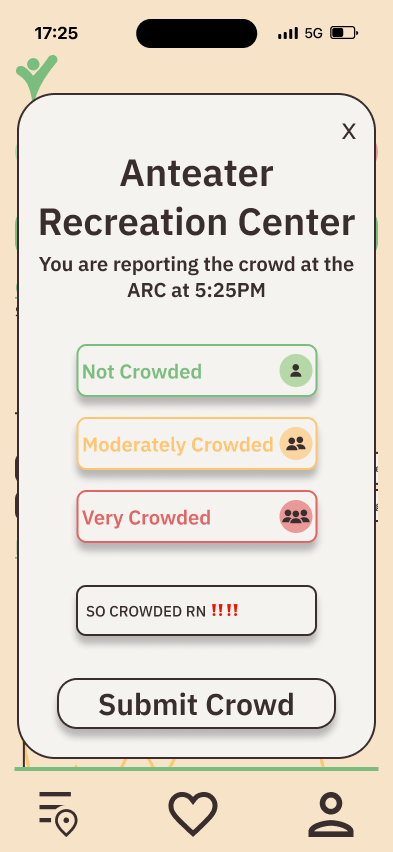 17:25
5G
X
Anteater
Recreation Center
You are reporting the crowd at the
ARC at 5:25PM
Not Crowded
Moderately Crowded
Very Crowded
SO CROWDED RN ‼️‼️
Submit Crowd